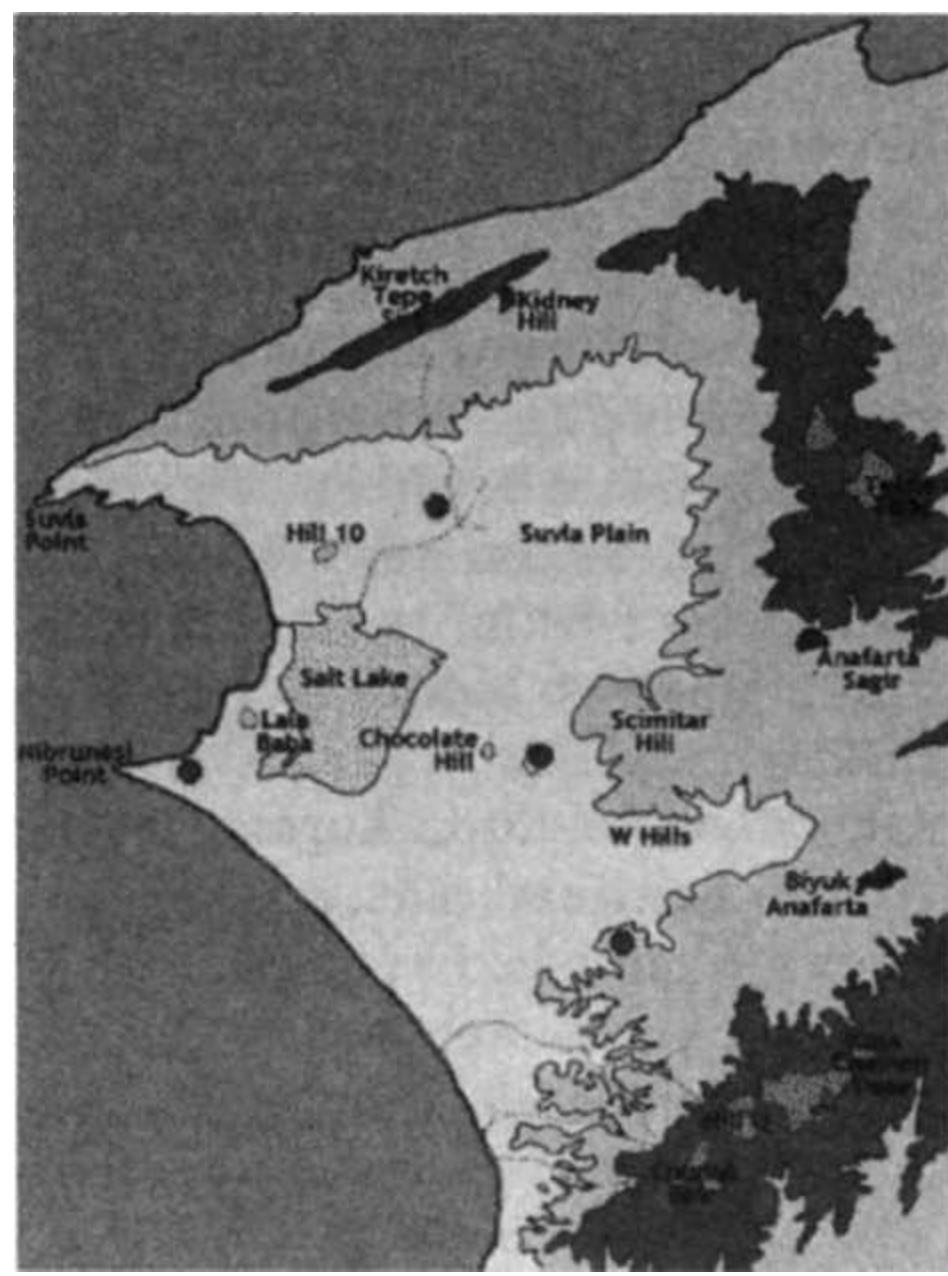 Kiretch
Tepe
Kidney
Hill
Suvla
Point
Hill 10
Suvla Plain
Anafarta
Sagir
Salt Lake
Lala
Baba
Chocolate
Hill
Scimitar
Hill
Nibrunesi
Point
W Hills
Biyuk
Anafarta